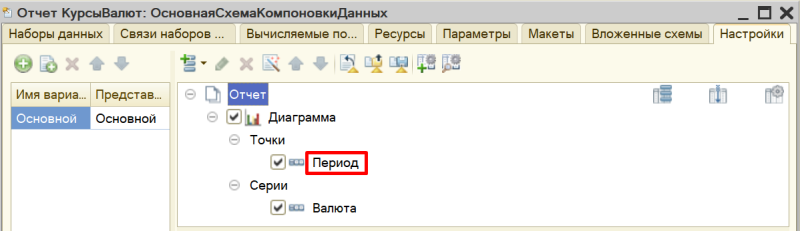 Отчет КурсыВалют: ОсновнаяСхемаКомпоновкиДанных
Наборы данных Связи наборов ... Вычисляемые по... Ресурсы Параметры Макеты Вложенные схемы Настройки
Имя вариа... Представ...
Основной Основной
Отчет
Диаграмма
Точки
Период
Серии
Валюта